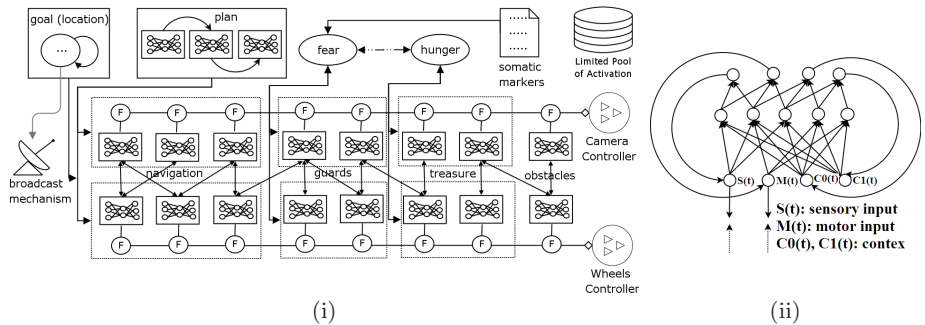 goal (location)
...
plan
fear
hunger
.....
.....
.....
somatic
markers
Limited Pool
of Activation
F F F F F F F F
Camera
Controller
navigation
guards
treasure
obstacles
broadcast
mechanism
F F F F F F F F
Wheels
Controller
(i)
S(t)
M(t)
C0(t)
C1(t)
S(t): sensory input
M(t): motor input
C0(t), C1(t): contex
(ii)